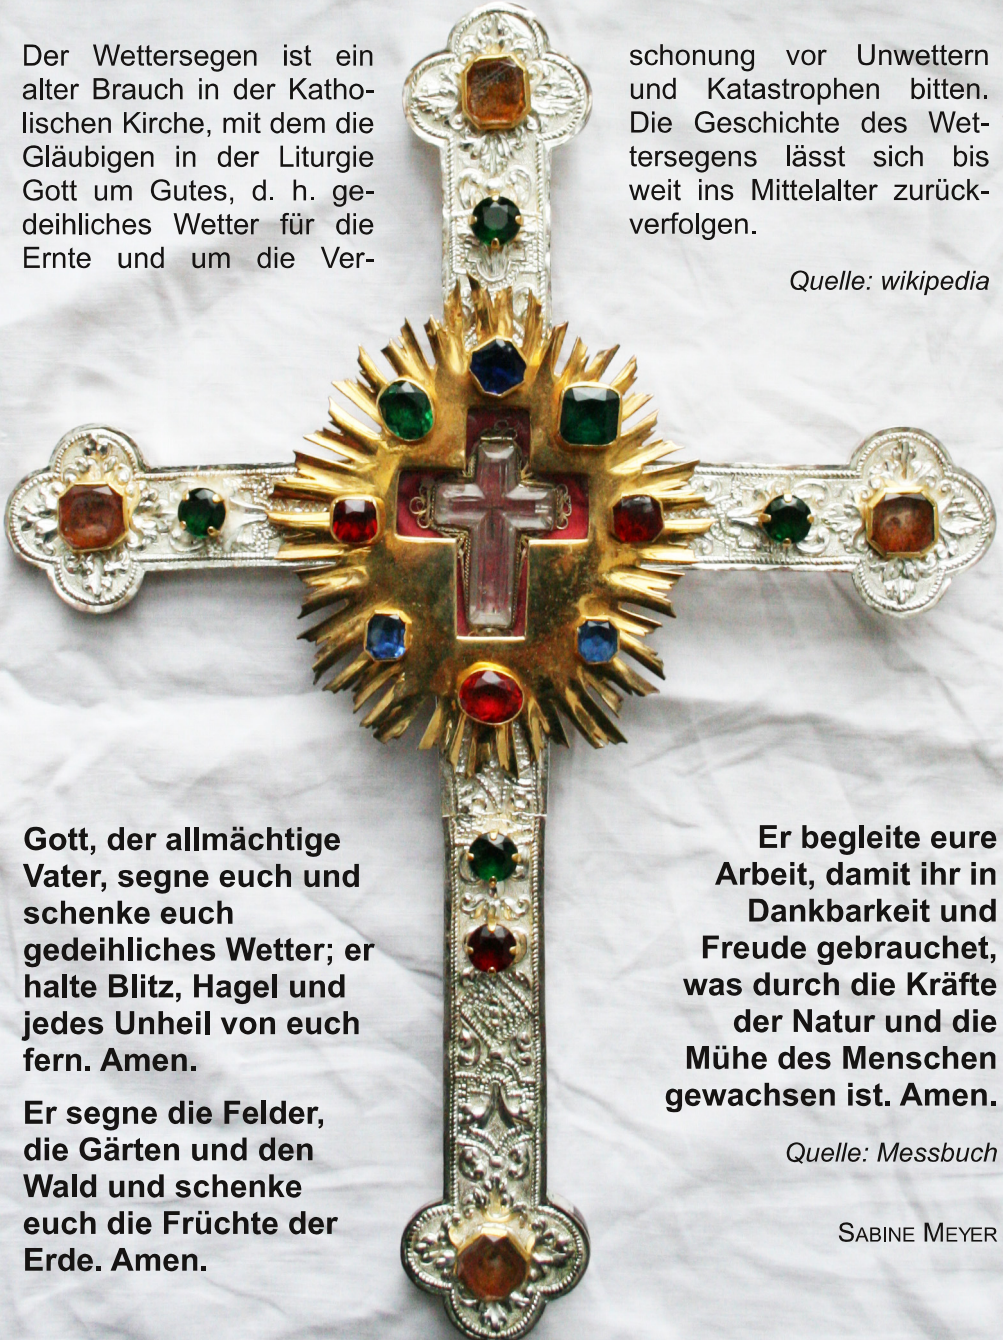 Der Wettersegen ist ein
alter Brauch in der Katho-
lischen Kirche, mit dem die
Gläubigen in der Liturgie
Gott um Gutes, d. h. ge-
deihliches Wetter für die
Ernte und um die Ver-
schonung vor Unwettern
und Katastrophen bitten.
Die Geschichte des Wet-
tersegens lässt sich bis
weit ins Mittelalter zurück-
verfolgen.
Quelle: wikipedia
Gott, der allmächtige
Vater, segne euch und
schenke euch
gedeihliches Wetter; er
halte Blitz, Hagel und
jedes Unheil von euch
fern. Amen.
Er segne die Felder,
die Gärten und den
Wald und schenke
euch die Früchte der
Erde. Amen.
Er begleite eure
Arbeit, damit ihr in
Dankbarkeit und
Freude gebrauchet,
was durch die Kräfte
der Natur und die
Mühe des Menschen
gewachsen ist. Amen.
Quelle: Messbuch
SABINE MEYER